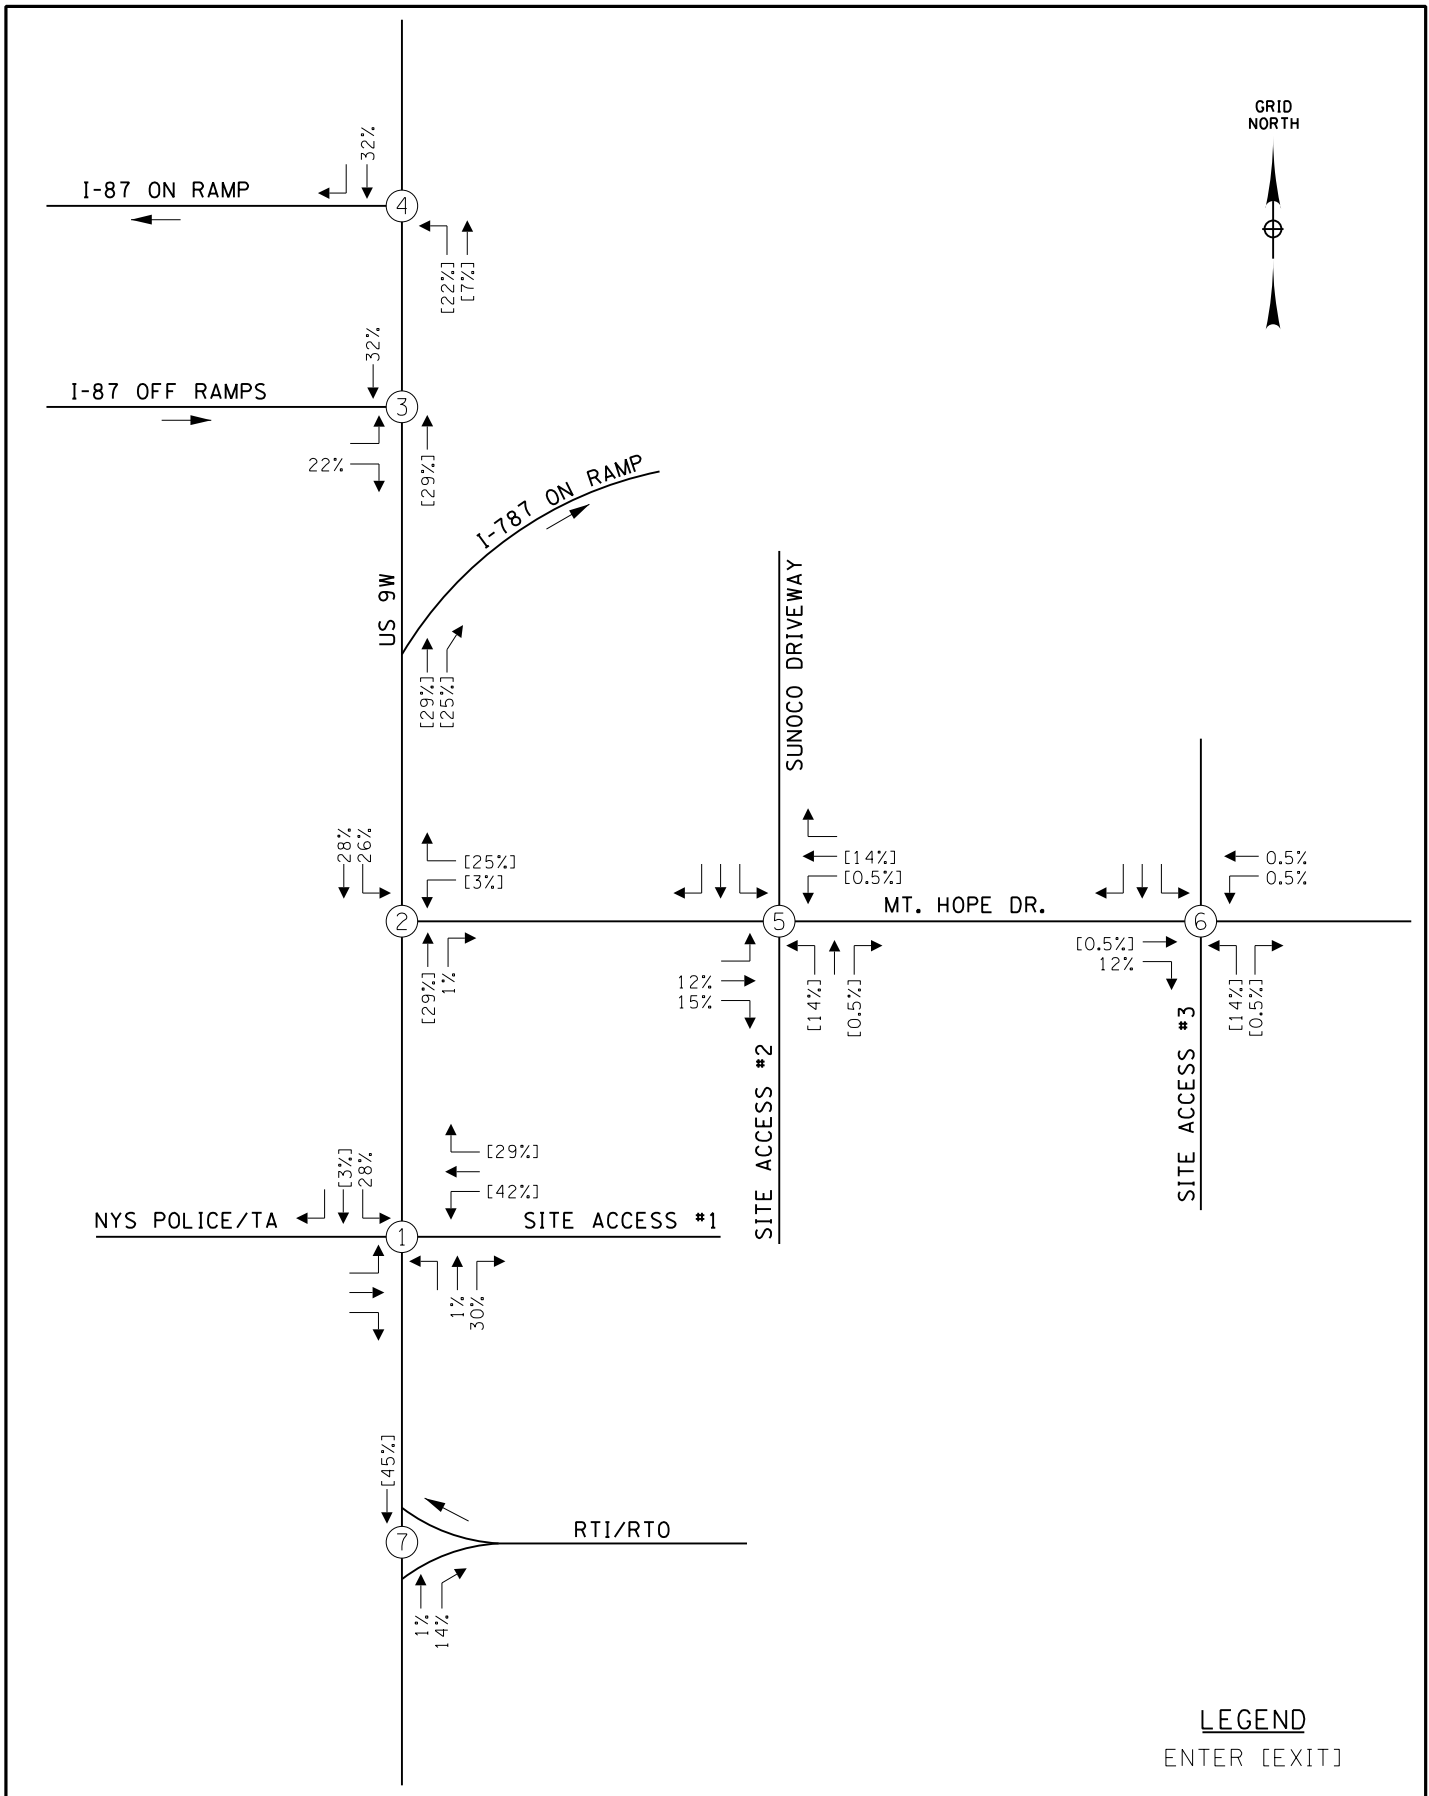 GRID
NORTH
32%
I-87 ON RAMP
4
[22%]
[7%]
32%
I-87 OFF RAMPS
3
22%
[29%]
I-787 ON RAMP
US 9W
[29%]
[25%]
SUNOCO DRIVEWAY
28%
26%
[25%]
[3%]
2
[29%]
1%
[14%]
[0.5%]
MT. HOPE DR.
5
12%
15%
[14%]
[0.5%]
SITE ACCESS #2
0.5%
0.5%
6
[0.5%]
12%
[14%]
[0.5%]
SITE ACCESS #3
[3%]
28%
[29%]
[42%]
NYS POLICE/TA
SITE ACCESS #1
1
1%
30%
[45%]
7
RTI/RTO
1%
14%
LEGEND
ENTER [EXIT]